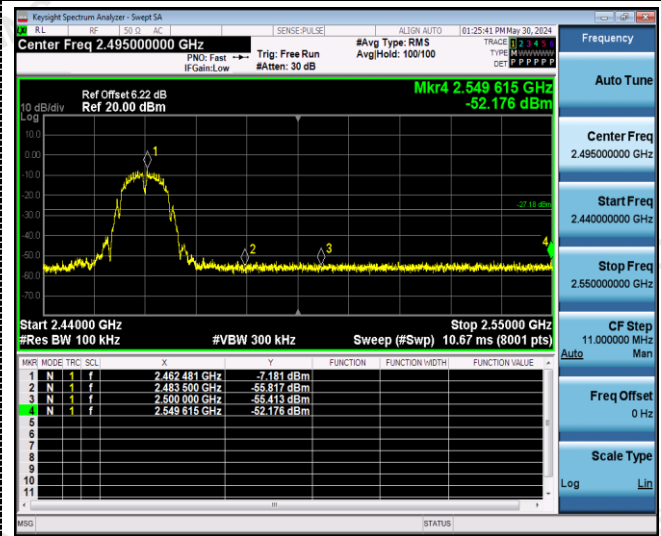 Keysight Spectrum Analyzer - Swept SA
RL RF 50 Ω AC SENSE:PULSE ALIGN AUTO 01:25:41 PM May 30, 2024
Center Freq 2.495000000 GHz
PNO: Fast
IFGain:Low
Trig: Free Run
#Atten: 30 dB
#Avg Type: RMS
Avg|Hold: 100/100
TRACE 1 2 3 4 5 6
TYPE M W W W W W
DET P P P P P P
Ref Offset 6.22 dB
Ref 20.00 dBm
10 dB/div
Log
Mkr4 2.549 615 GHz
-52.176 dBm
10.0
0.00
-10.0
-20.0
-30.0
-40.0
-50.0
-60.0
-70.0
1
2
3
4
-27.18 dBm
Start 2.44000 GHz
#Res BW 100 kHz
#VBW 300 kHz
Stop 2.55000 GHz
Sweep (#Swp) 10.67 ms (8001 pts)
MKR MODE TRC SCL X Y FUNCTION FUNCTION WIDTH FUNCTION VALUE
1 N 1 f 2.462 481 GHz -7.181 dBm
2 N 1 f 2.483 500 GHz -55.817 dBm
3 N 1 f 2.500 000 GHz -55.413 dBm
4 N 1 f 2.549 615 GHz -52.176 dBm
5
6
7
8
9
10
11
MSG
STATUS
Frequency
Auto Tune
Center Freq
2.495000000 GHz
Start Freq
2.440000000 GHz
Stop Freq
2.550000000 GHz
CF Step
11.000000 MHz
Auto Man
Freq Offset
0 Hz
Scale Type
Log Lin